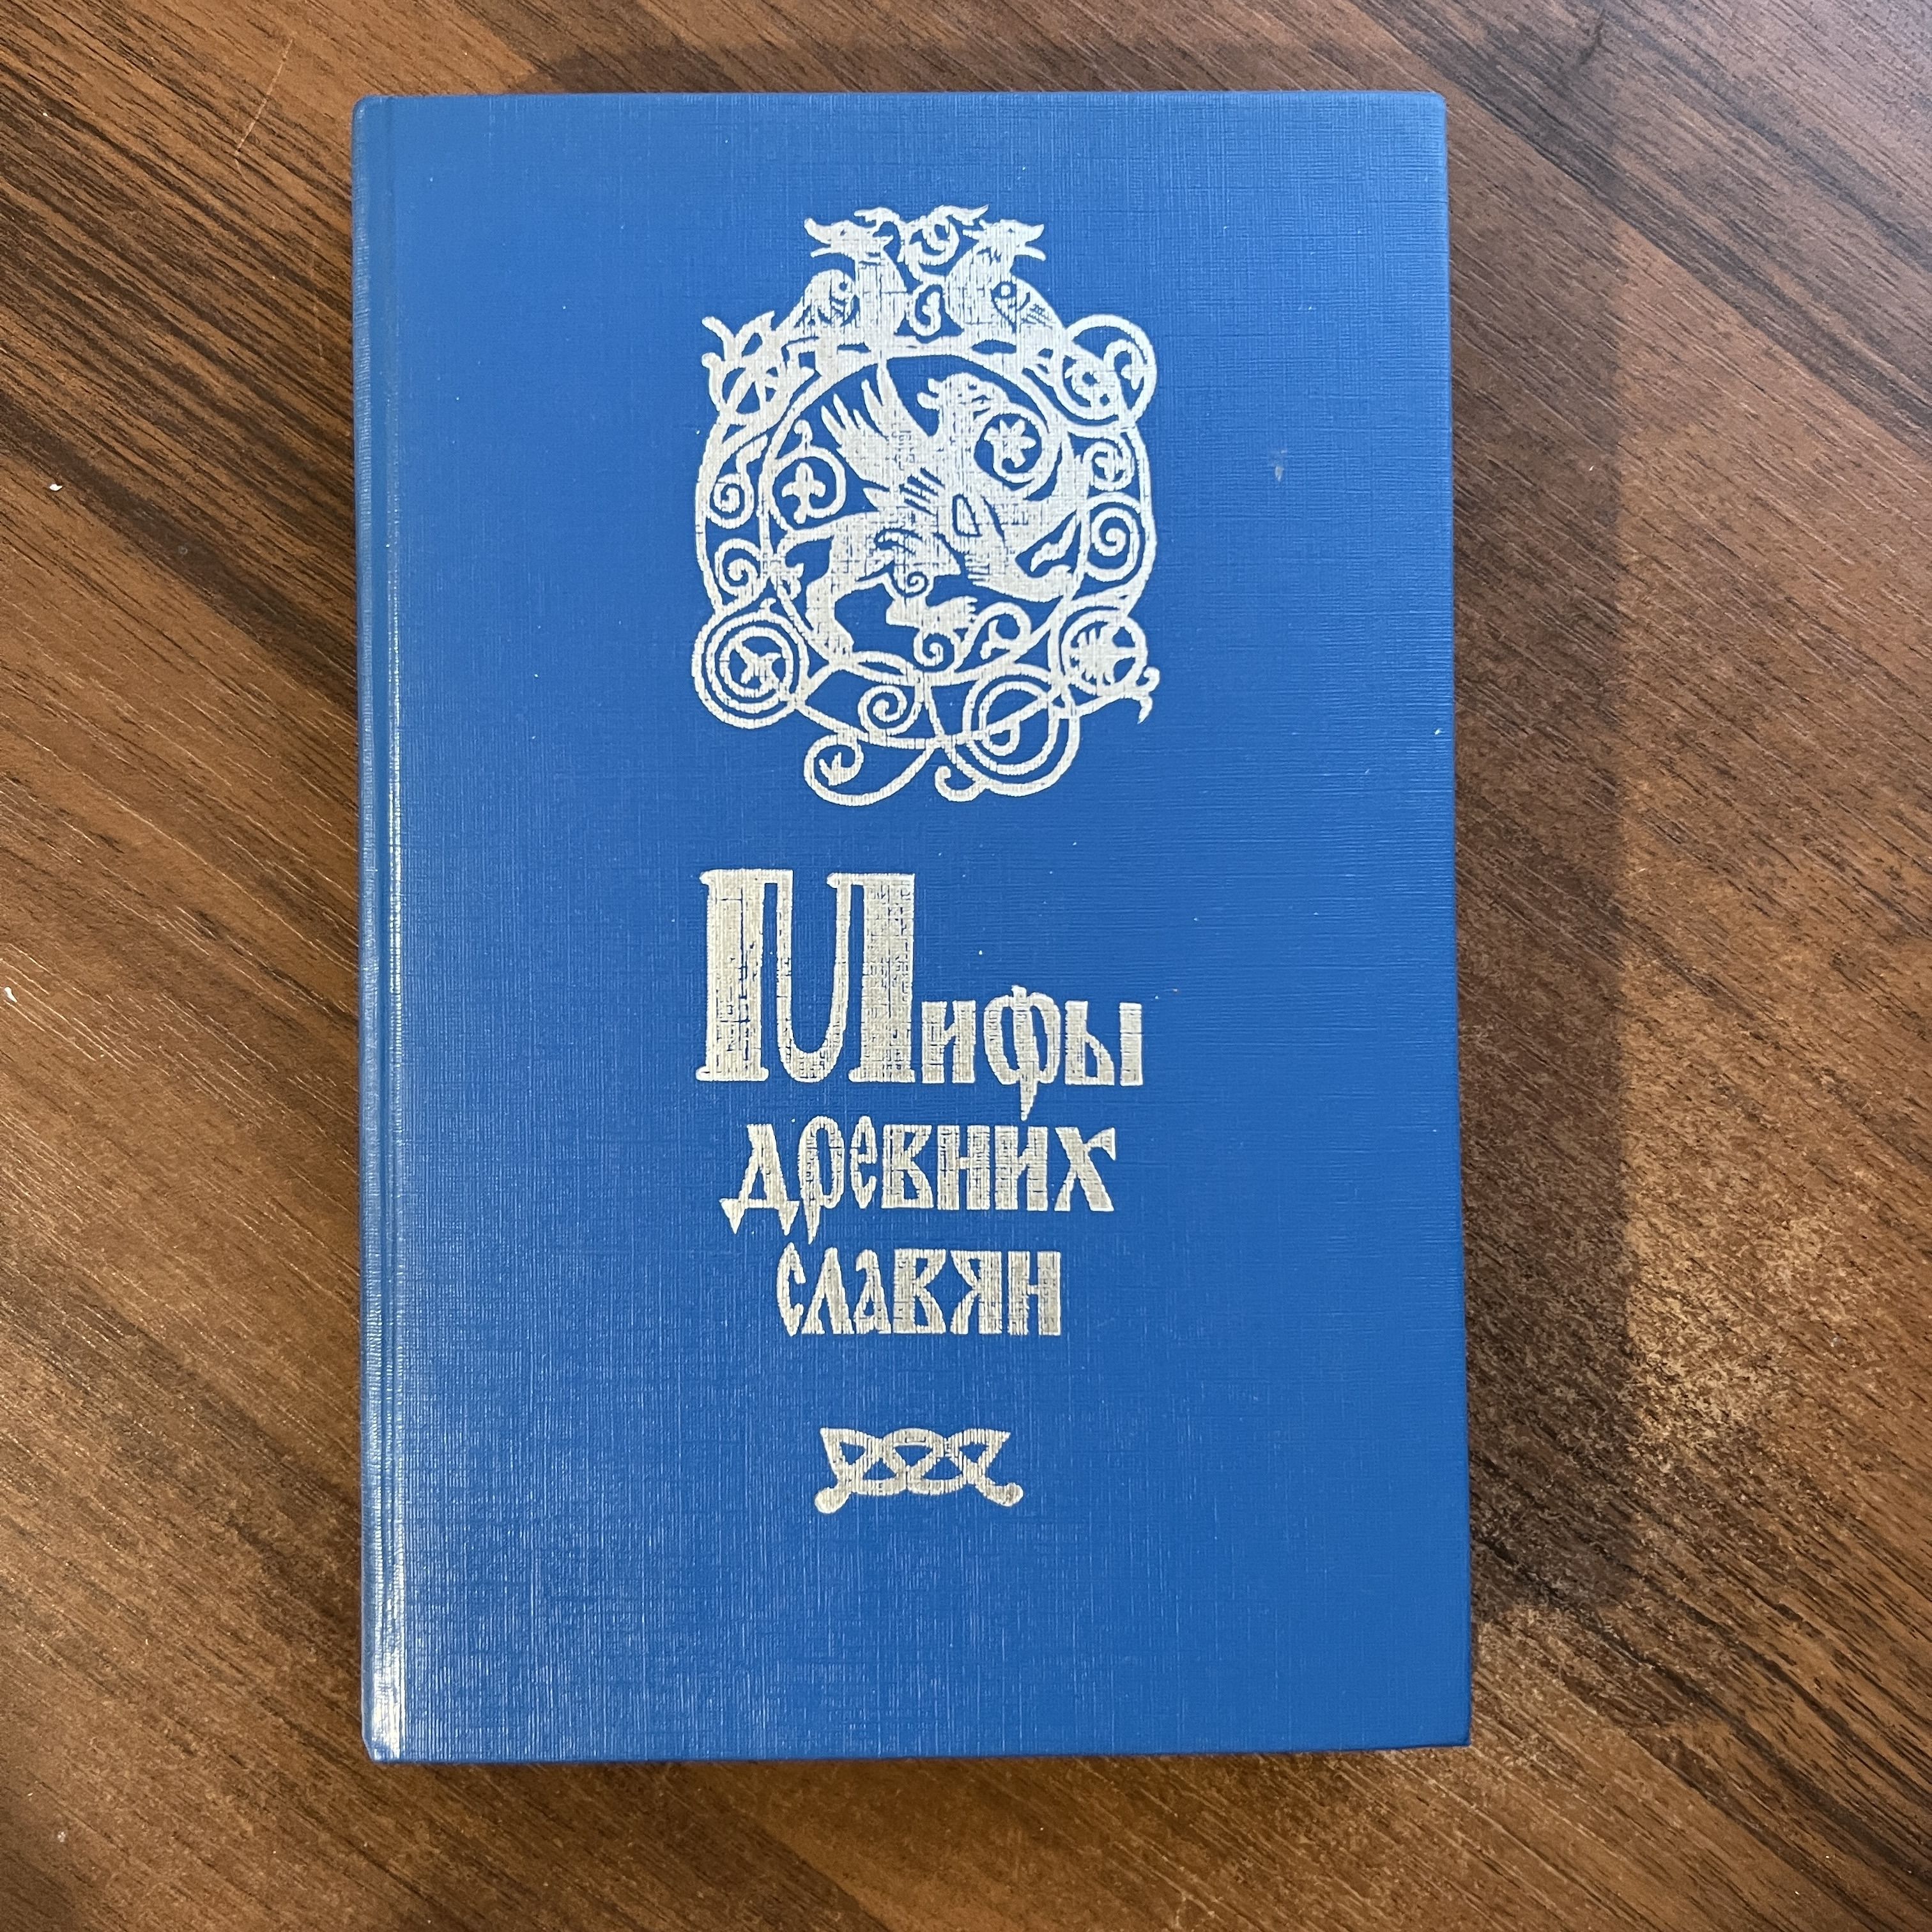 Мифы
древних
славян